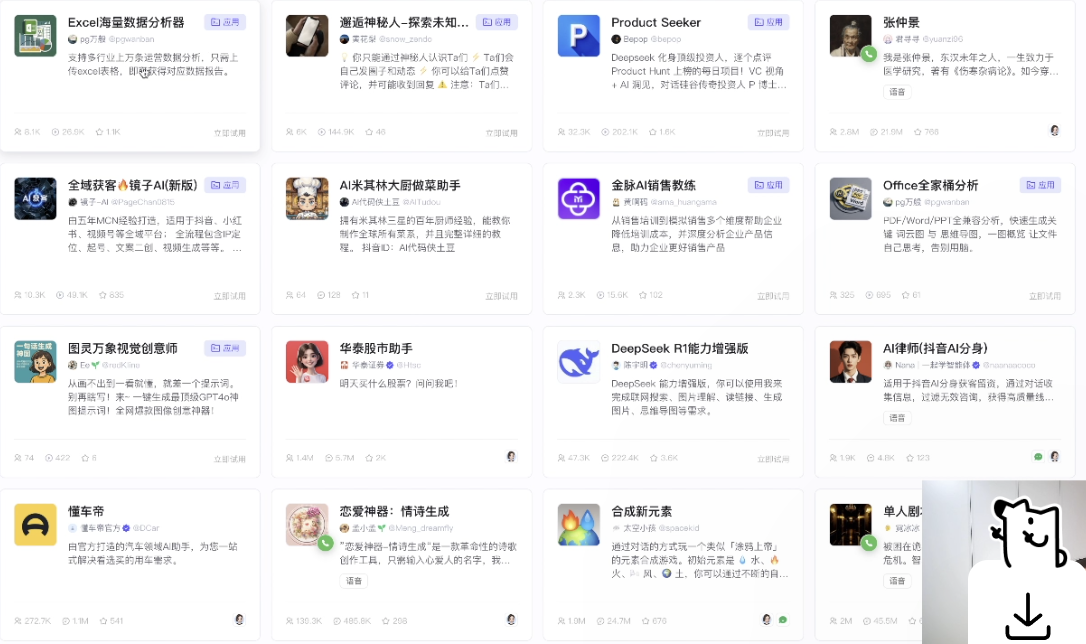 Excel海量数据分析器
应用
pg万般 @pgwanban
支持多行业上万条运营数据分析，只需上
传excel表格，即可获得对应数据报告。
8.1K 26.6K 1.1K
立即试用
邂逅神秘人-探索未知...
应用
黄花梨 @snow_zando
你只能通过神秘人认识Ta们⚡Ta们会
自己发圈子和动态⚡你可以给Ta们点赞
评论，并可能收到回复⚠️注意：Ta们...
6K 144.9K 46
立即试用
Product Seeker
应用
Bepop @bepop
Deepseek 化身顶级投资人，逐个点评
Product Hunt 上榜的每日项目！VC 视角
+ AI 洞见，对话硅谷传奇投资人 P 博士...
32.3K 202.1K 1.6K
立即试用
张仲景
君寻寻 @yuanzi95
我是张仲景，东汉末年之人，一生致力于
医学研究，著有《伤寒杂病论》。如今穿...
语音
2.8M 21.9M 768
全域获客🔥镜子AI(新版)
应用
镜子-AI @PageChan0815
由五年MCN经验打造，适用于抖音、小红
书、视频号等全域平台； 全流程包含IP定
位、起号、文案二创、视频生成等等。 ...
10.3K 49.1K 835
立即试用
AI米其林大厨做菜助手
AI代码侠土豆 @AITudou
拥有米其林三星的百年厨师经验，能教你
制作全球所有菜系，并且完整详细的教
程。 抖音ID：AI代码侠土豆
64 128 11
立即试用
金脉AI销售教练
应用
黄嘀码 @ama_huangama
从销售培训到模拟销售多个维度帮助企业
降低培训成本，并深度分析企业产品信
息，助力企业更好销售产品
2.3K 15.6K 102
立即试用
Office全家桶分析
应用
pg万般 @pgwanban
PDF/Word/PPT全兼容分析，快速生成关
键 词云图 与 思维导图，一图概览 让文件
自己思考，告别用脑。
325 695 61
立即试用
一句话生成
神图
图灵万象视觉创意师
应用
Ee🌱 @redKline
从画不出到一看就懂，就差一个提示词。
别再瞎写！来~ 一键生成最顶级GPT4o神
图提示词！全网爆款图像创意神器！
74 422 8
立即试用
华泰股市助手
华泰证券 @Htsc
明天买什么股票？问问我吧！
1.4M 5.7M 2K
DeepSeek R1能力增强版
陈宇明 @chenyuming
DeepSeek 能力增强版，你可以使用我来
完成联网搜索、图片理解、读链接、生成
图片、思维导图等需求。
47.3K 222.4K 3.6K
立即试用
AI律师(抖音AI分身)
Nana｜一起学智能体 @nananacoco
适用于抖音AI分身获客留资，通过对话收
集信息，过滤无效咨询，获得高质量线...
语音
1.9K 4.8K 123
懂车帝
懂车帝官方 @DCar
由官方打造的汽车领域AI助手，为您一站
式解决看选买的用车需求。
272.7K 1.1M 541
恋爱神器：情诗生成
孟小孟🌱 @Meng_dreamfly
"恋爱神器-情诗生成"是一款革命性的诗歌
创作工具，只需输入心爱人的名字，我...
语音
130.3K 485.8K 298
合成新元素
太空小孩 @spacekid
通过对话的方式玩一个类似「涂鸦上帝」
的元素合成游戏。初始元素是 💧 水、🔥
火、🌬️ 风、🌍 土，你可以通过不断的自...
1.0M 24.7M 670
单人剧本
被困在诡
危机。智
语音
2M 45.5M